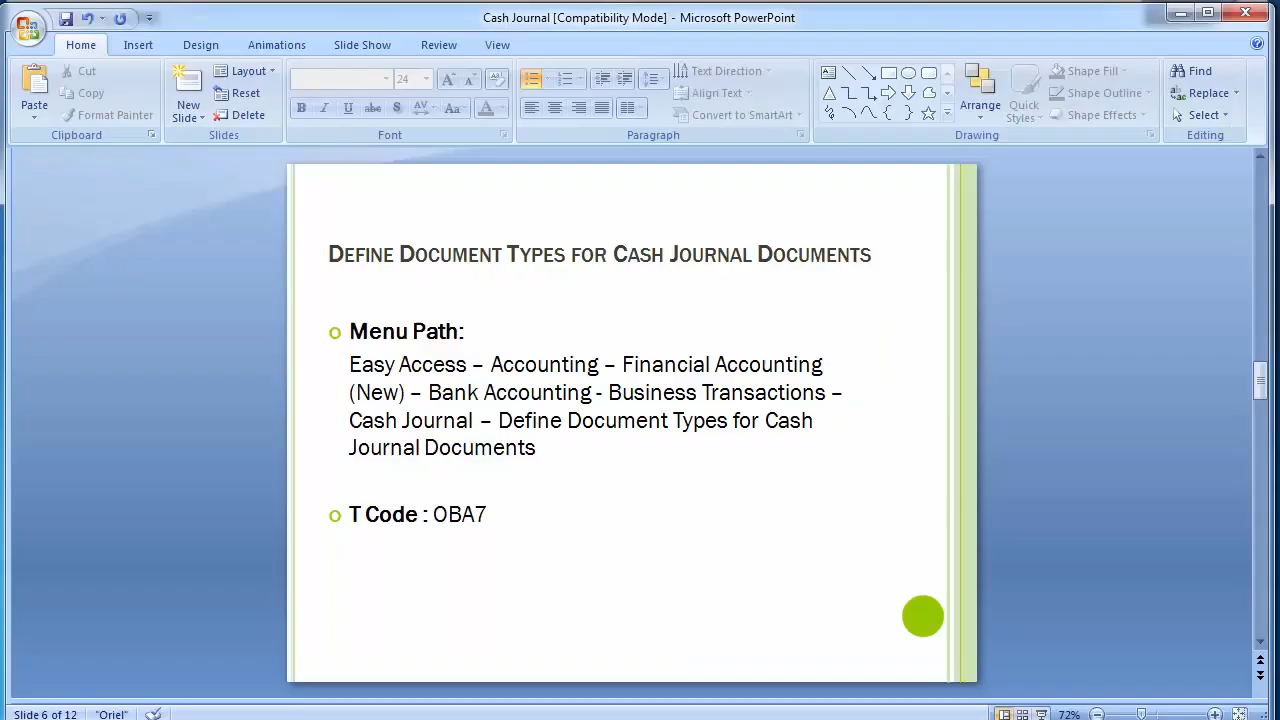 Cash Journal [Compatibility Mode] - Microsoft PowerPoint
Home Insert Design Animations Slide Show Review View
Paste
Cut
Copy
Format Painter
Clipboard
New Slide
Layout
Reset
Delete
Slides
24
B I U abc S AV Aa A
Font
Text Direction
Align Text
Convert to SmartArt
Paragraph
Arrange
Quick Styles
Shape Fill
Shape Outline
Shape Effects
Drawing
Find
Replace
Select
Editing
DEFINE DOCUMENT TYPES FOR CASH JOURNAL DOCUMENTS
Menu Path:
Easy Access – Accounting – Financial Accounting
(New) – Bank Accounting - Business Transactions –
Cash Journal – Define Document Types for Cash
Journal Documents
T Code : OBA7
Slide 6 of 12 "Oriel" 72%